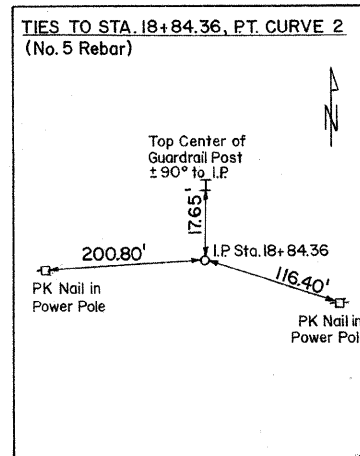 TIES TO STA. 18+84.36, P.T. CURVE 2
(No. 5 Rebar)
N
Top Center of
Guardrail Post
± 90° to I.P.
17.65'
200.80'
I.P. Sta. 18+84.36
116.40'
PK Nail in
Power Pole
PK Nail in
Power Pol